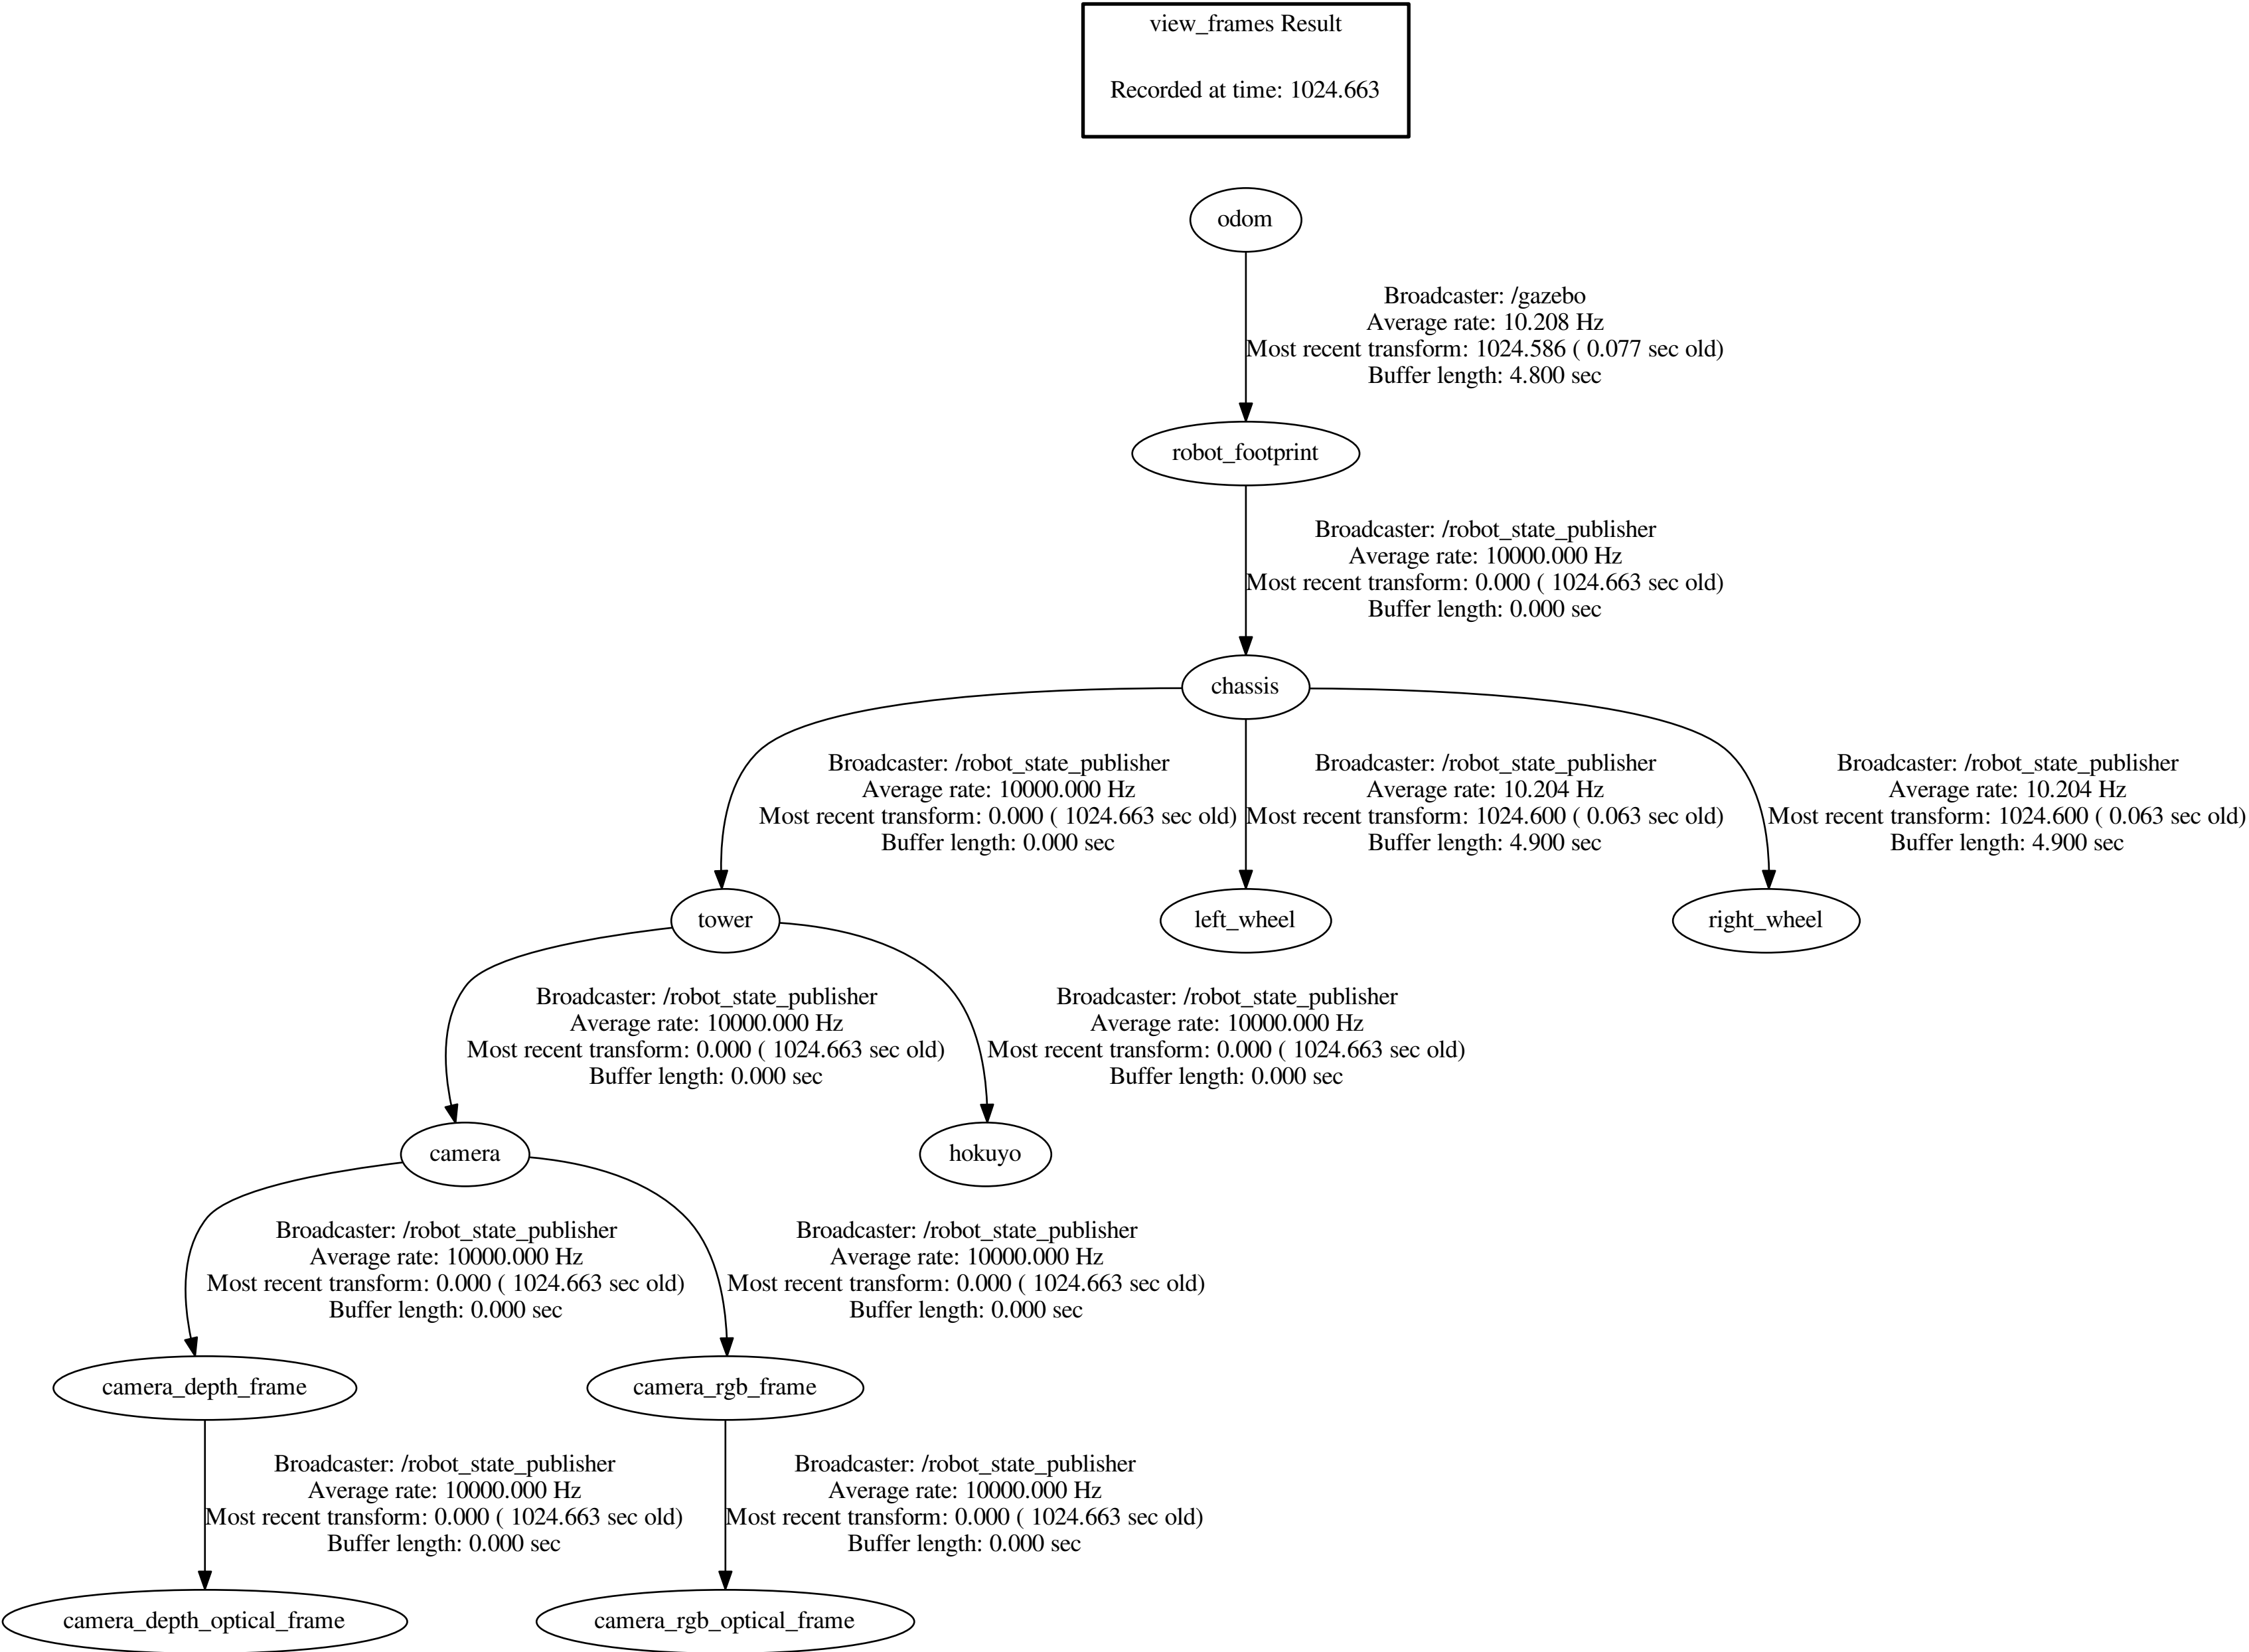 view_frames Result
Recorded at time: 1024.663
odom
Broadcaster: /gazebo
Average rate: 10.208 Hz
Most recent transform: 1024.586 ( 0.077 sec old)
Buffer length: 4.800 sec
robot_footprint
Broadcaster: /robot_state_publisher
Average rate: 10000.000 Hz
Most recent transform: 0.000 ( 1024.663 sec old)
Buffer length: 0.000 sec
chassis
Broadcaster: /robot_state_publisher
Average rate: 10000.000 Hz
Most recent transform: 0.000 ( 1024.663 sec old)
Buffer length: 0.000 sec
Broadcaster: /robot_state_publisher
Average rate: 10.204 Hz
Most recent transform: 1024.600 ( 0.063 sec old)
Buffer length: 4.900 sec
Broadcaster: /robot_state_publisher
Average rate: 10.204 Hz
Most recent transform: 1024.600 ( 0.063 sec old)
Buffer length: 4.900 sec
tower
left_wheel
right_wheel
Broadcaster: /robot_state_publisher
Average rate: 10000.000 Hz
Most recent transform: 0.000 ( 1024.663 sec old)
Buffer length: 0.000 sec
Broadcaster: /robot_state_publisher
Average rate: 10000.000 Hz
Most recent transform: 0.000 ( 1024.663 sec old)
Buffer length: 0.000 sec
camera
hokuyo
Broadcaster: /robot_state_publisher
Average rate: 10000.000 Hz
Most recent transform: 0.000 ( 1024.663 sec old)
Buffer length: 0.000 sec
Broadcaster: /robot_state_publisher
Average rate: 10000.000 Hz
Most recent transform: 0.000 ( 1024.663 sec old)
Buffer length: 0.000 sec
camera_depth_frame
camera_rgb_frame
Broadcaster: /robot_state_publisher
Average rate: 10000.000 Hz
Most recent transform: 0.000 ( 1024.663 sec old)
Buffer length: 0.000 sec
Broadcaster: /robot_state_publisher
Average rate: 10000.000 Hz
Most recent transform: 0.000 ( 1024.663 sec old)
Buffer length: 0.000 sec
camera_depth_optical_frame
camera_rgb_optical_frame